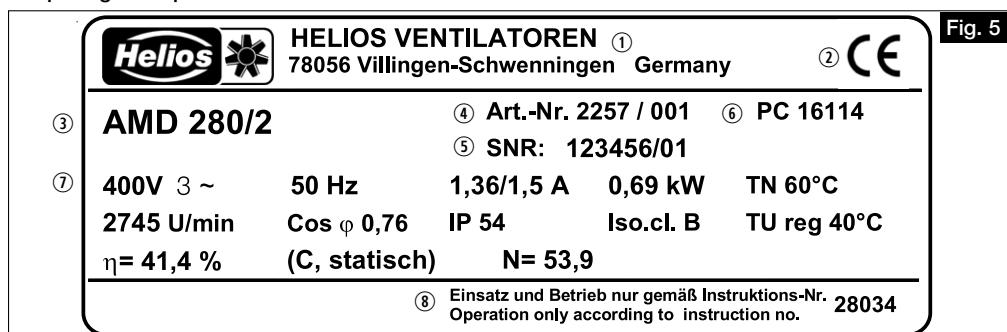 Fig. 5
Helios HELIOS VENTILATOREN ①
78056 Villingen-Schwenningen Germany ② CE
③ AMD 280/2 ④ Art.-Nr. 2257 / 001 ⑥ PC 16114
⑤ SNR: 123456/01
⑦ 400V 3 ~ 50 Hz 1,36/1,5 A 0,69 kW TN 60°C
2745 U/min Cos φ 0,76 IP 54 Iso.cl. B TU reg 40°C
η= 41,4 % (C, statisch) N= 53,9
⑧ Einsatz und Betrieb nur gemäß Instruktions-Nr. 28034
Operation only according to instruction no.